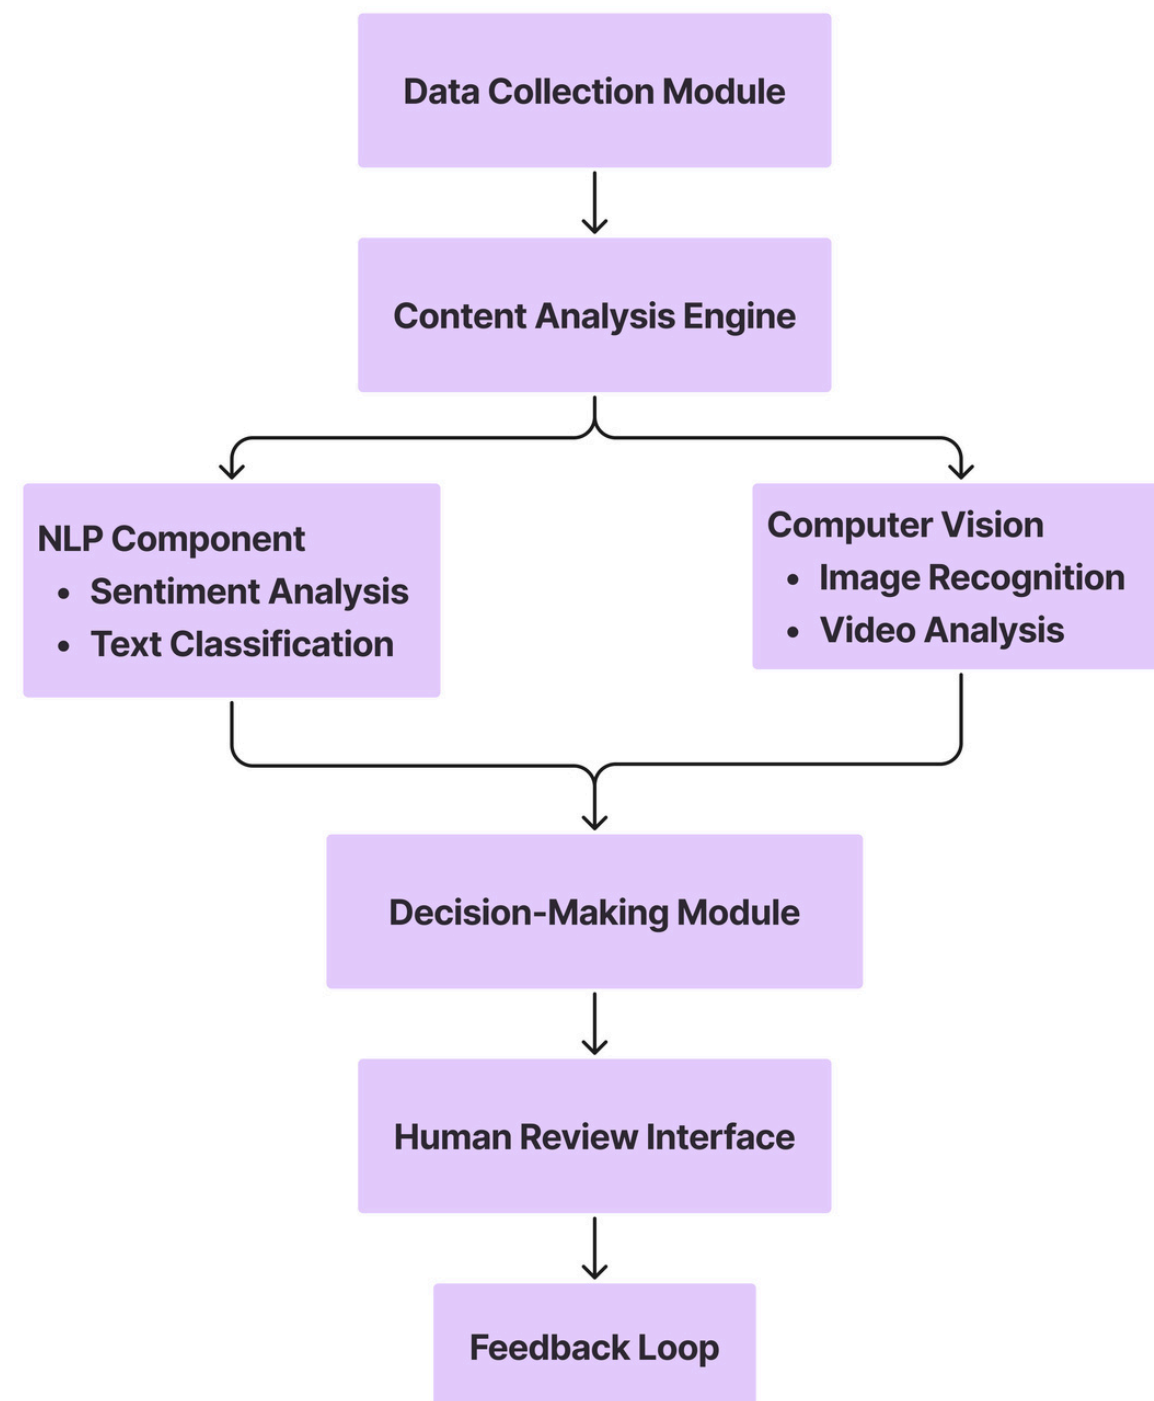 Data Collection Module
Content Analysis Engine
NLP Component
• Sentiment Analysis
• Text Classification
Computer Vision
• Image Recognition
• Video Analysis
Decision-Making Module
Human Review Interface
Feedback Loop